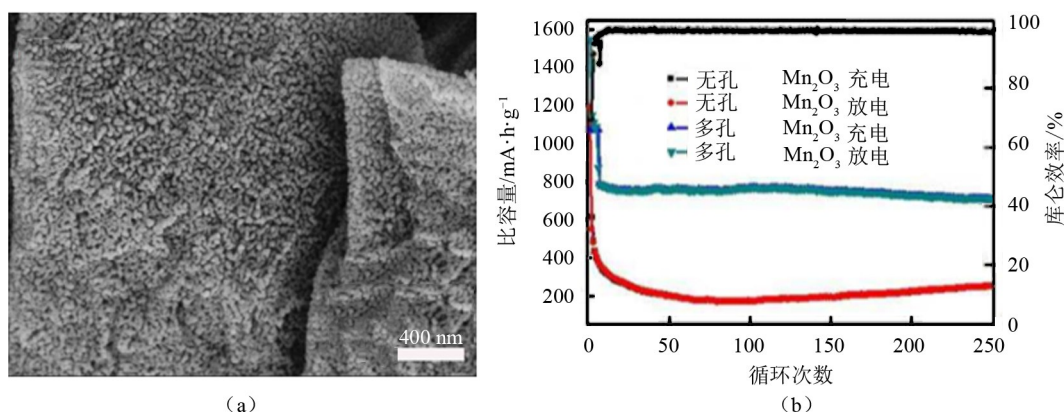 400 nm
(a)
比容量/mA·h·g⁻¹
1600
1400
1200
1000
800
600
400
200
无孔 Mn₂O₃ 充电
无孔 Mn₂O₃ 放电
多孔 Mn₂O₃ 充电
多孔 Mn₂O₃ 放电
100
80
60
40
20
0
库仑效率/%
0 50 100 150 200 250
循环次数
(b)